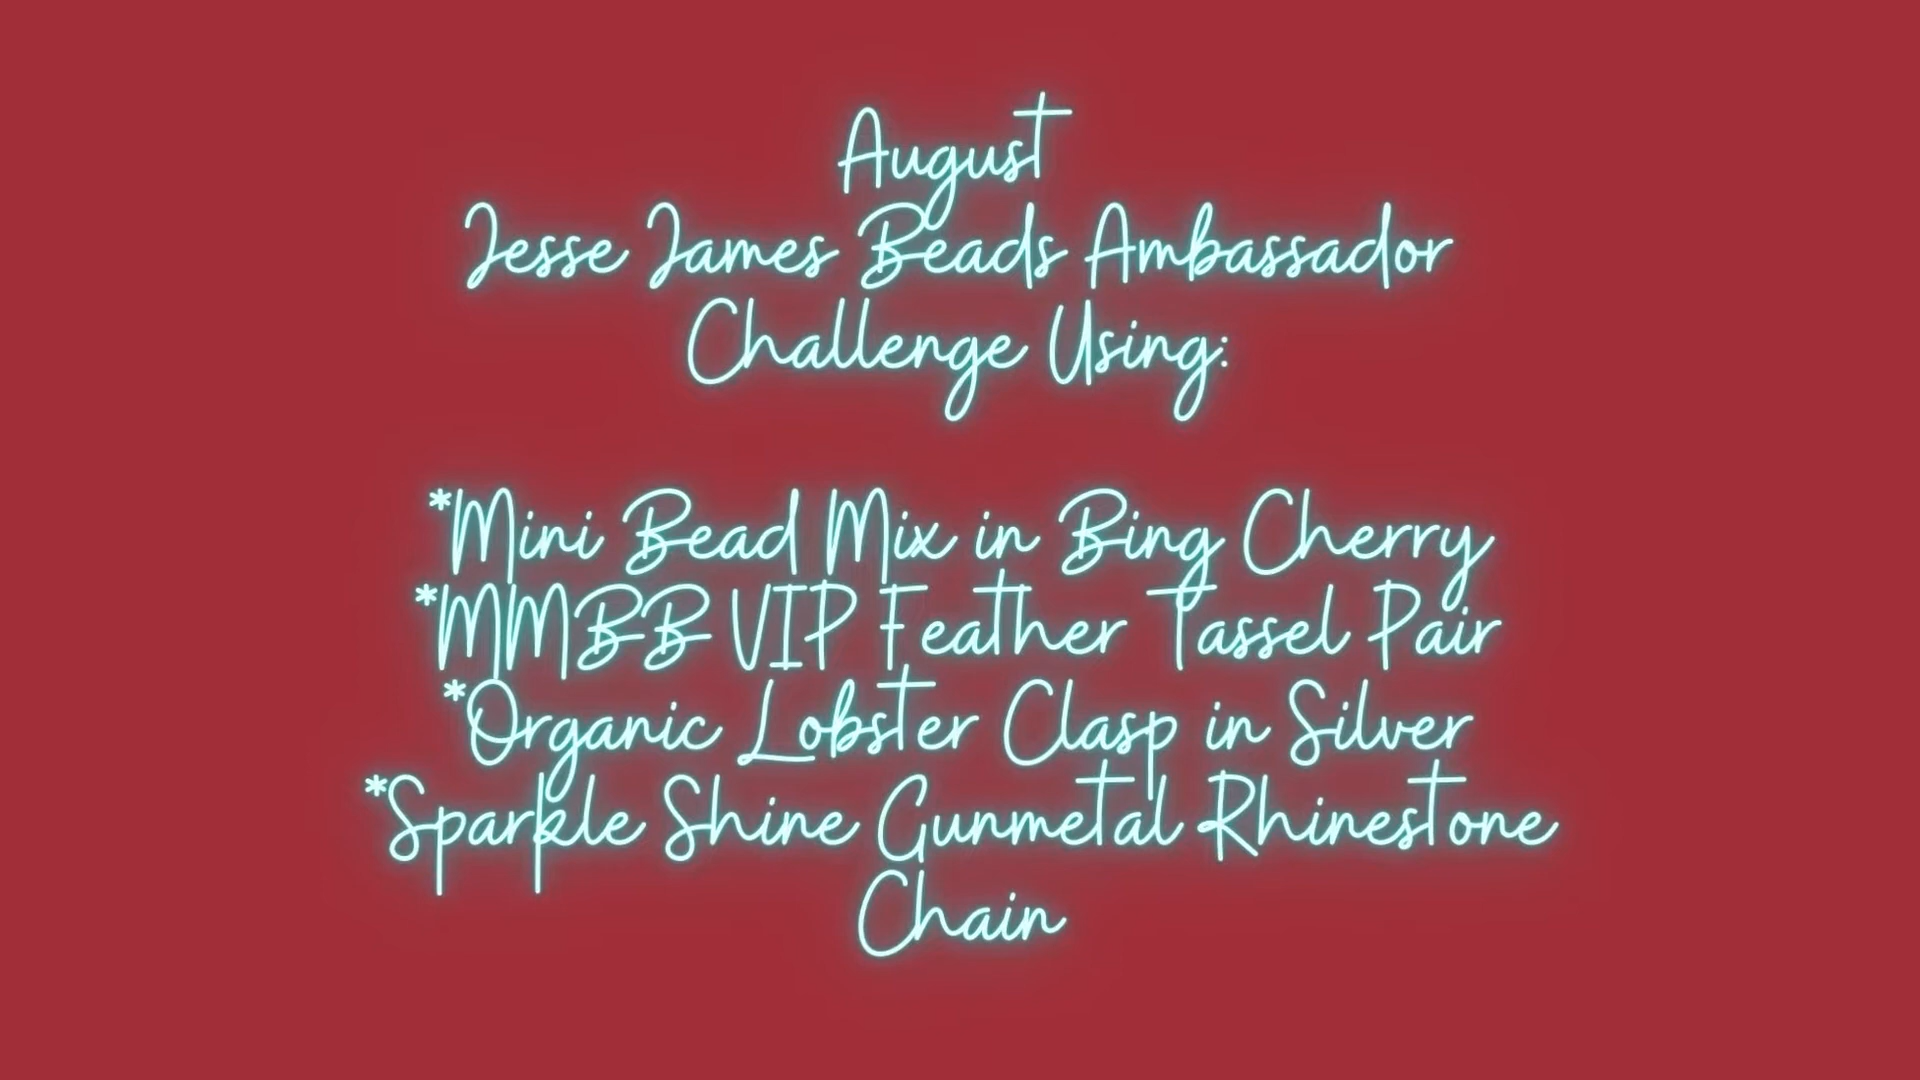 August
Jesse James Beads Ambassador
Challenge Using:
*Mini Bead Mix in Bing Cherry
*MMBB VIP Feather Tassel Pair
*Organic Lobster Clasp in Silver
*Sparkle Shine Gunmetal Rhinestone
Chain